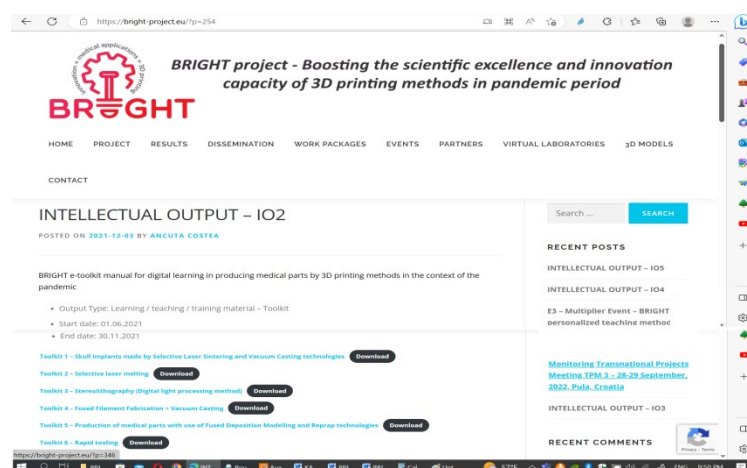 https://bright-project.eu/?p=254
innovation • medical applications • 3D printing
BRIGHT
BRIGHT project - Boosting the scientific excellence and innovation
capacity of 3D printing methods in pandemic period
HOME PROJECT RESULTS DISSEMINATION WORK PACKAGES EVENTS PARTNERS VIRTUAL LABORATORIES 3D MODELS
CONTACT
INTELLECTUAL OUTPUT – IO2
POSTED ON 2021-12-03 BY ANCUTA COSTEA
BRIGHT e-toolkit manual for digital learning in producing medical parts by 3D printing methods in the context of the
pandemic
• Output Type: Learning / teaching / training material – Toolkit
• Start date: 01.06.2021
• End date: 30.11.2021
Toolkit 1 – Skull implants made by Selective Laser Sintering and Vacuum Casting technologies Download
Toolkit 2 – Selective laser melting Download
Toolkit 3 – Stereolithography (Digital light processing method) Download
Toolkit 4 – Fused Filament Fabrication + Vacuum Casting Download
Toolkit 5 – Production of medical parts with use of Fused Deposition Modelling and Reprap technologies Download
Toolkit 6 – Rapid tooling Download
https://bright-project.eu/?p=346
Search ... SEARCH
RECENT POSTS
INTELLECTUAL OUTPUT – IO5
INTELLECTUAL OUTPUT – IO4
E3 – Multiplier Event – BRIGHT
personalized teaching method
Monitoring Transnational Projects
Meeting TPM 3 – 28-29 September,
2022, Pula, Croatia
INTELLECTUAL OUTPUT – IO3
RECENT COMMENTS
Privacy - Terms
57°F
ENG 9:50 PM